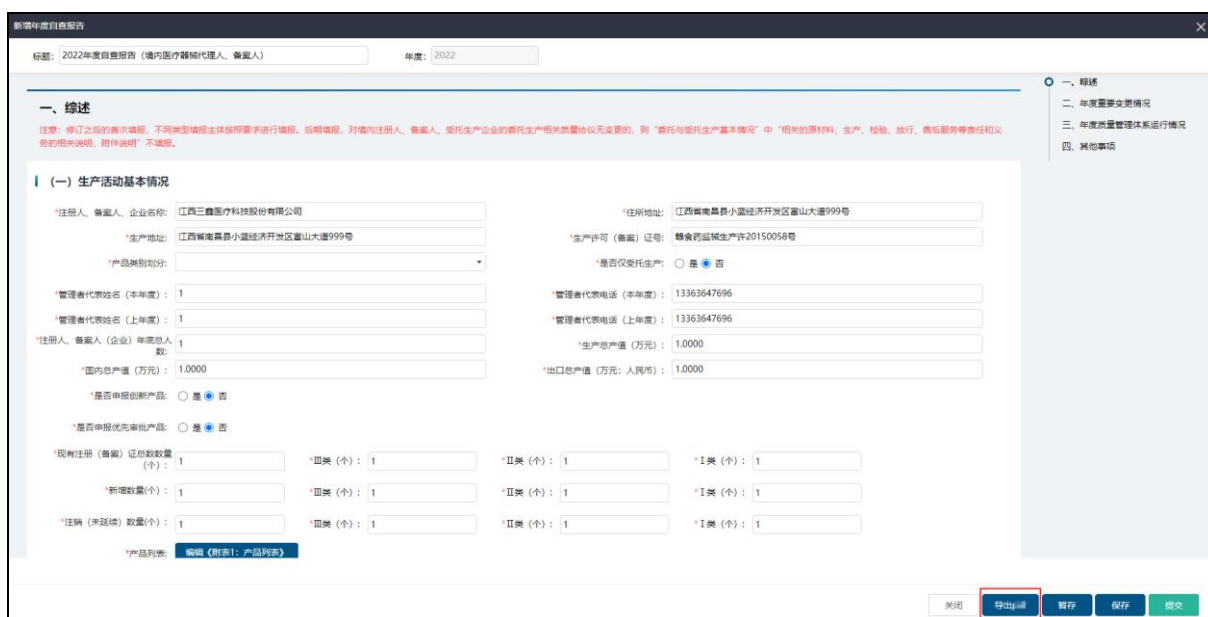 新增年度自查报告
标题: 2022年度自查报告（境内医疗器械代理人、备案人） 年度: 2022
一、综述
二、年度重要变更情况
三、年度质量管理体系运行情况
四、其他事项
一、综述
注意：修订之后的首次填报，不同类型填报主体按照要求进行填报。后期填报，对境内注册人、备案人、受托生产企业的委托生产相关质量协议无变更的，则“委托与受托生产基本情况”中“相关的原材料、生产、检验、放行、售后服务等责任和义
务的相关说明，附件说明”不填报。
（一）生产活动基本情况
*注册人、备案人、企业名称: 江西三鑫医疗科技股份有限公司 *住所地址: 江西省南昌县小蓝经济开发区富山大道999号
*生产地址: 江西省南昌县小蓝经济开发区富山大道999号 *生产许可（备案）证号: 赣食药监械生产许20150058号
*产品类别划分: *是否仅受托生产: 是 否
*管理者代表姓名（本年度）: 1 *管理者代表电话（本年度）: 13363647696
*管理者代表姓名（上年度）: 1 *管理者代表电话（上年度）: 13363647696
*注册人、备案人（企业）年底总人
数: 1 *生产总产值（万元）: 1.0000
*国内总产值（万元）: 1.0000 *出口总产值（万元：人民币）: 1.0000
*是否申报创新产品: 是 否
*是否申报优先审批产品: 是 否
*现有注册（备案）证总数数量
（个）: 1 *Ⅲ类（个）: 1 *Ⅱ类（个）: 1 *Ⅰ类（个）: 1
*新增数量(个): 1 *Ⅲ类（个）: 1 *Ⅱ类（个）: 1 *Ⅰ类（个）: 1
*注销（未延续）数量(个): 1 *Ⅲ类（个）: 1 *Ⅱ类（个）: 1 *Ⅰ类（个）: 1
*产品列表: 编辑《附表1：产品列表》
关闭 导出 暂存 保存 提交